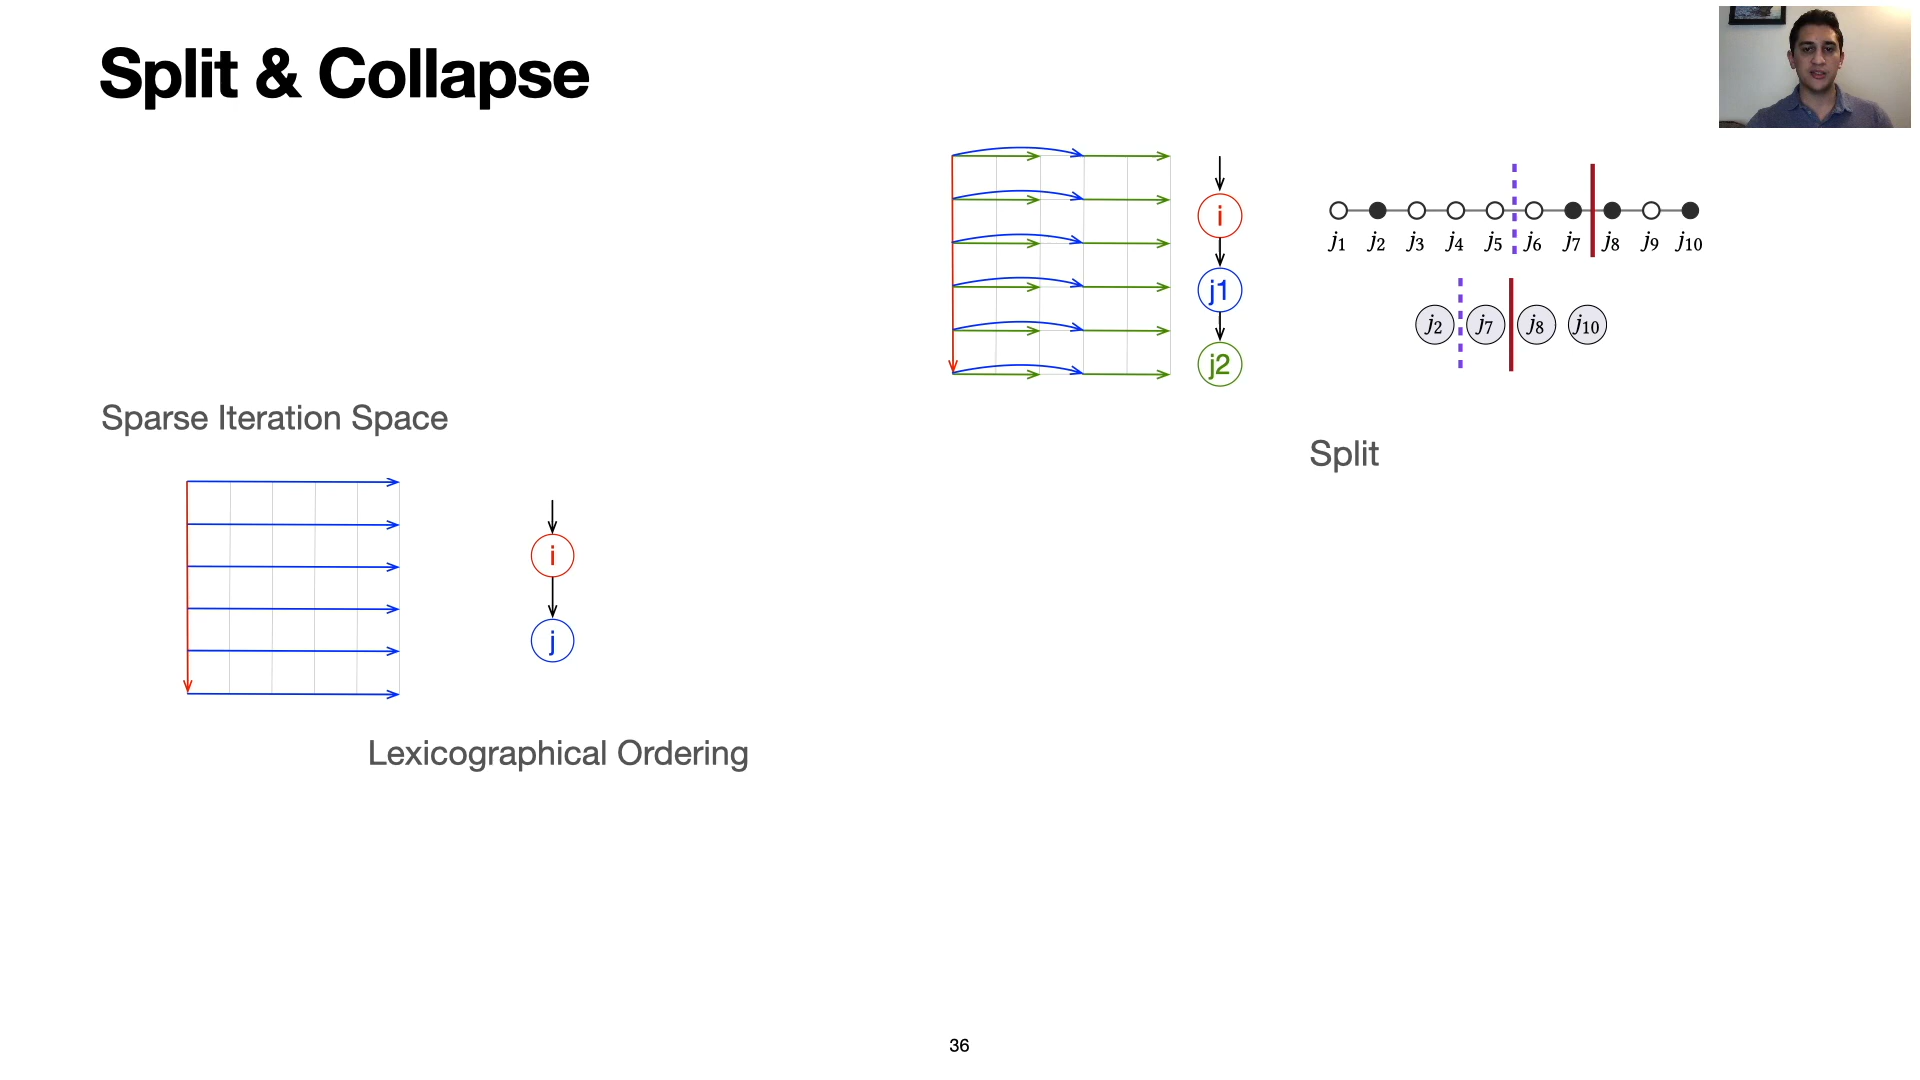 Split & Collapse
i
j1
j2
j1 j2 j3 j4 j5 j6 j7 j8 j9 j10
j2 j7 j8 j10
Split
Sparse Iteration Space
i
j
Lexicographical Ordering
36